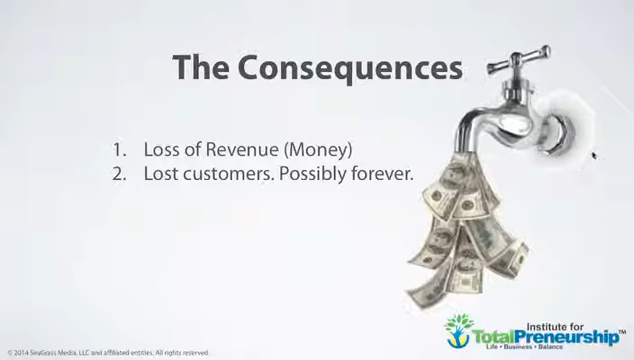 The Consequences
1. Loss of Revenue (Money)
2. Lost customers. Possibly forever.
Institute for
TotalPreneurship™
Life • Business • Balance
© 2014 SeaGrass Media, LLC and affiliated entities. All rights reserved.